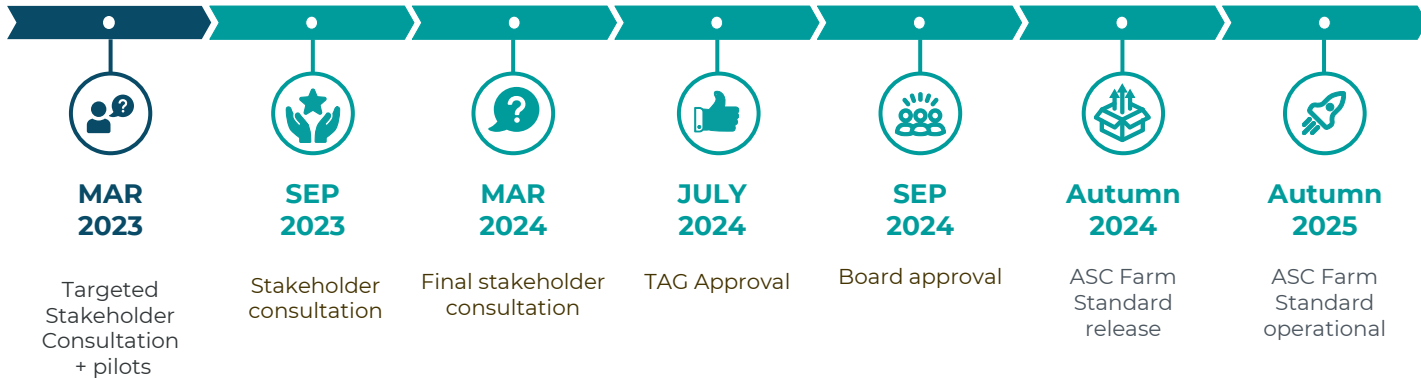 MAR
2023
Targeted
Stakeholder
Consultation
+ pilots
SEP
2023
Stakeholder
consultation
MAR
2024
Final stakeholder
consultation
JULY
2024
TAG Approval
SEP
2024
Board approval
Autumn
2024
ASC Farm
Standard
release
Autumn
2025
ASC Farm
Standard
operational